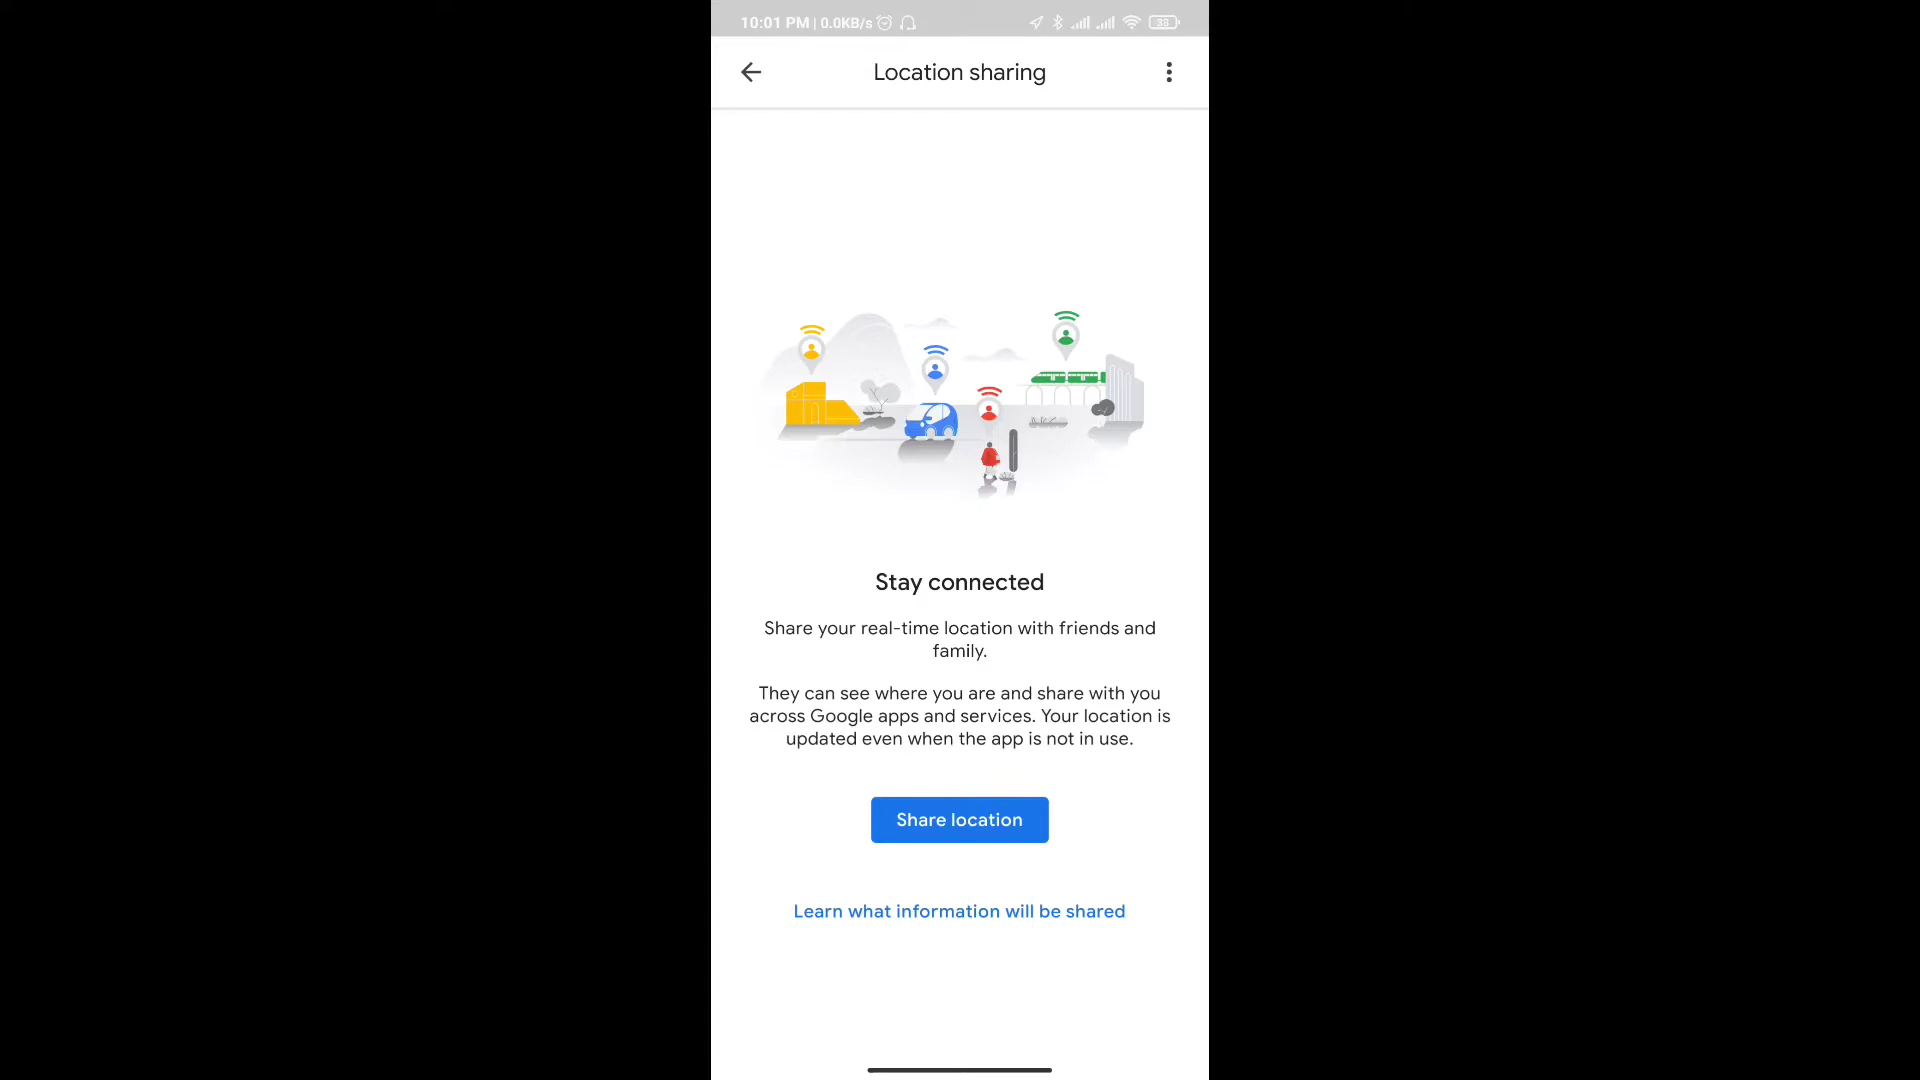 10:01 PM | 0.0KB/s
38
Location sharing
Stay connected
Share your real-time location with friends and
family.
They can see where you are and share with you
across Google apps and services. Your location is
updated even when the app is not in use.
Share location
Learn what information will be shared